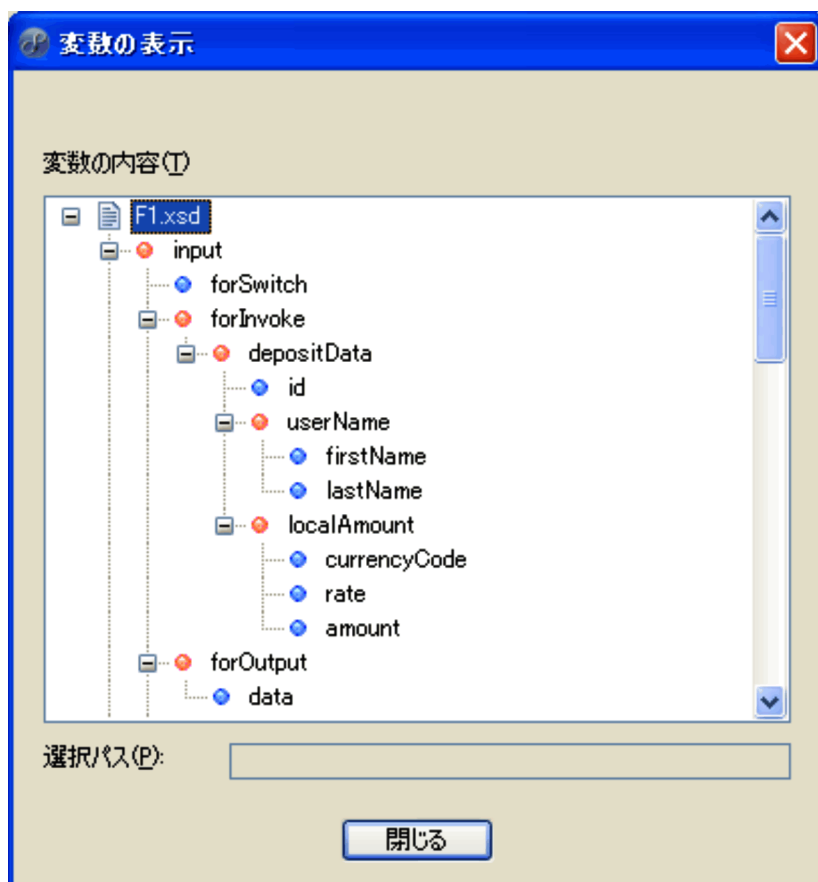 変数の表示
変数の内容(T)
F1.xsd
input
forSwitch
forInvoke
depositData
id
userName
firstName
lastName
localAmount
currencyCode
rate
amount
forOutput
data
選択パス(P):
閉じる